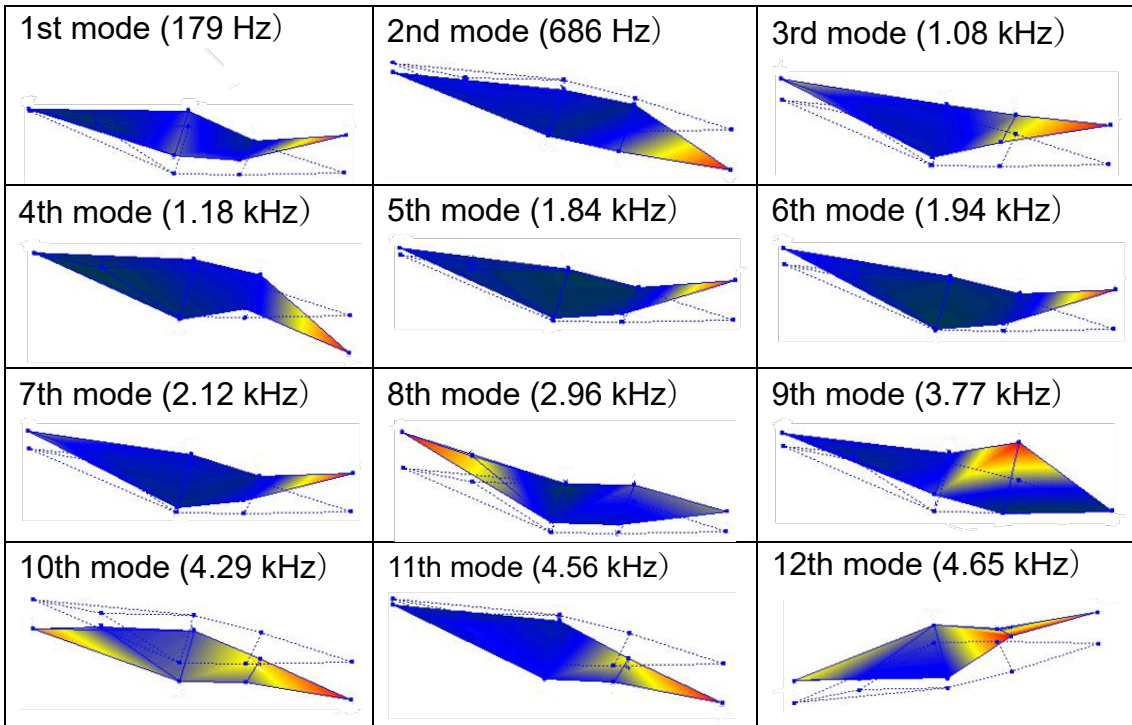 1st mode (179 Hz）
2nd mode (686 Hz）
3rd mode (1.08 kHz）
4th mode (1.18 kHz）
5th mode (1.84 kHz）
6th mode (1.94 kHz）
7th mode (2.12 kHz）
8th mode (2.96 kHz）
9th mode (3.77 kHz）
10th mode (4.29 kHz）
11th mode (4.56 kHz）
12th mode (4.65 kHz）